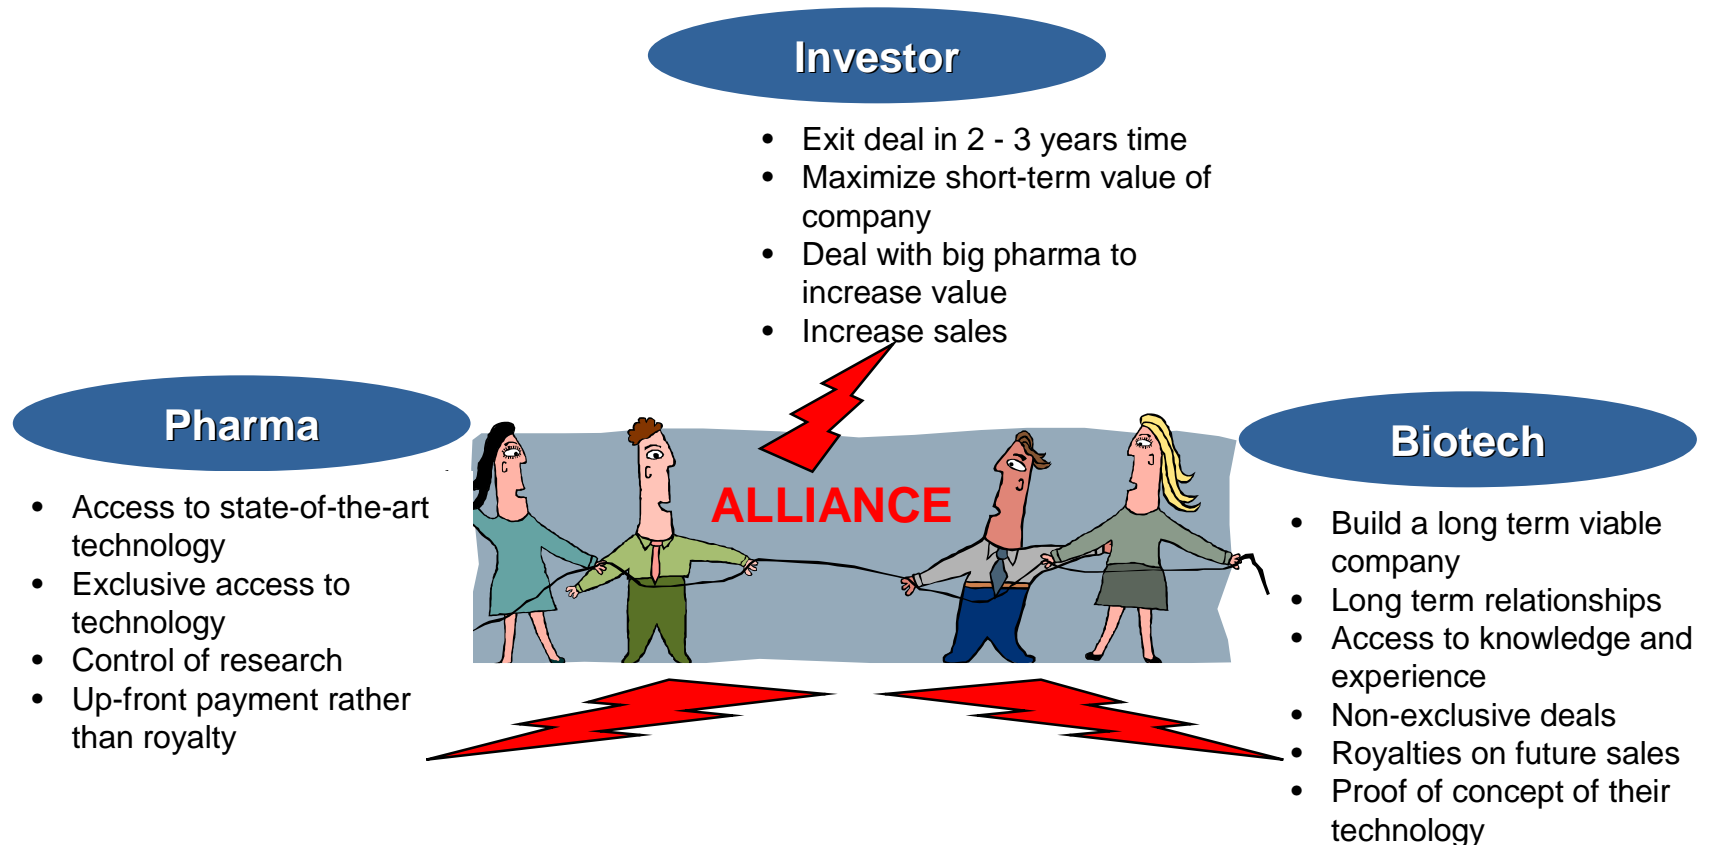 Investor
• Exit deal in 2 - 3 years time
• Maximize short-term value of
company
• Deal with big pharma to
increase value
• Increase sales
Pharma
• Access to state-of-the-art
technology
• Exclusive access to
technology
• Control of research
• Up-front payment rather
than royalty
ALLIANCE
Biotech
• Build a long term viable
company
• Long term relationships
• Access to knowledge and
experience
• Non-exclusive deals
• Royalties on future sales
• Proof of concept of their
technology